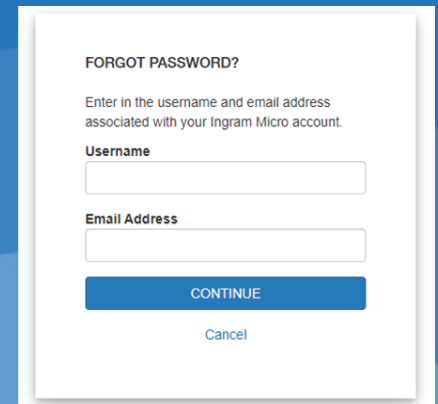 FORGOT PASSWORD?
Enter in the username and email address
associated with your Ingram Micro account.
Username
Email Address
CONTINUE
Cancel